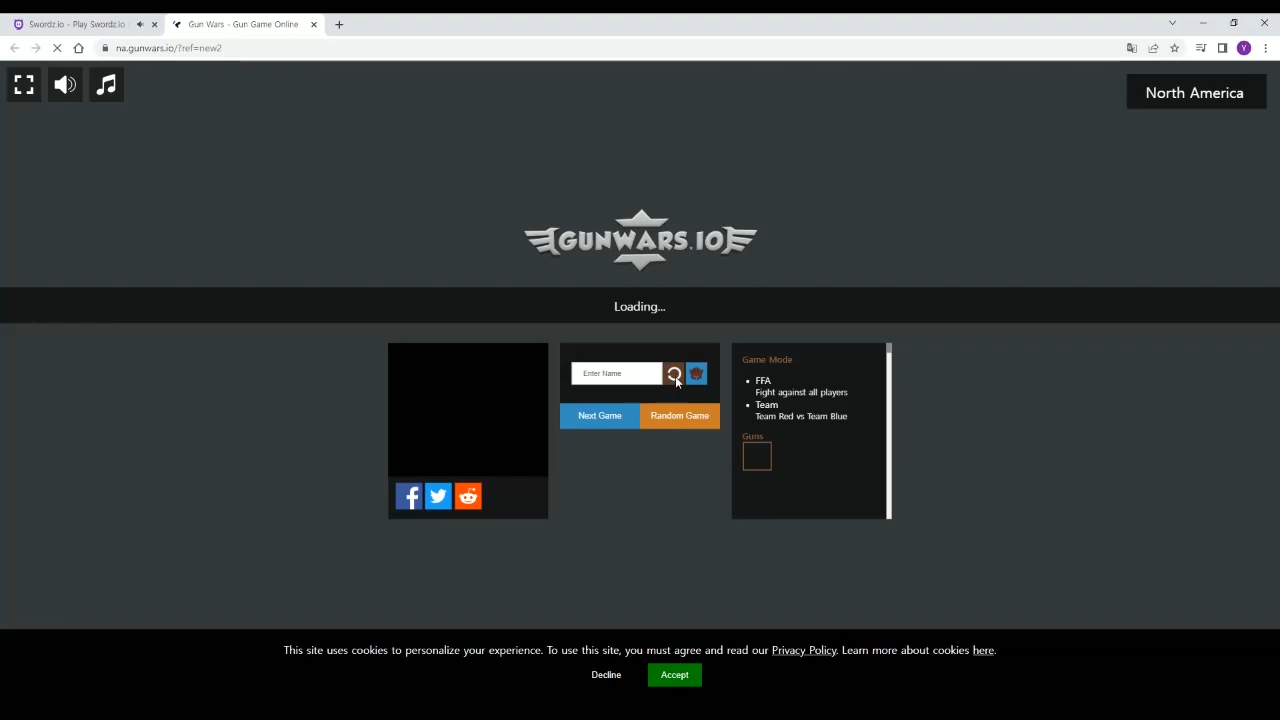 Swordz.io - Play Swordz.io
Gun Wars - Gun Game Online
na.gunwars.io/?ref=new2
Y
North America
GUNWARS.IO
Loading...
Enter Name
Next Game
Random Game
Game Mode
FFA
Fight against all players
Team
Team Red vs Team Blue
Guns
This site uses cookies to personalize your experience. To use this site, you must agree and read our Privacy Policy. Learn more about cookies here.
Decline
Accept